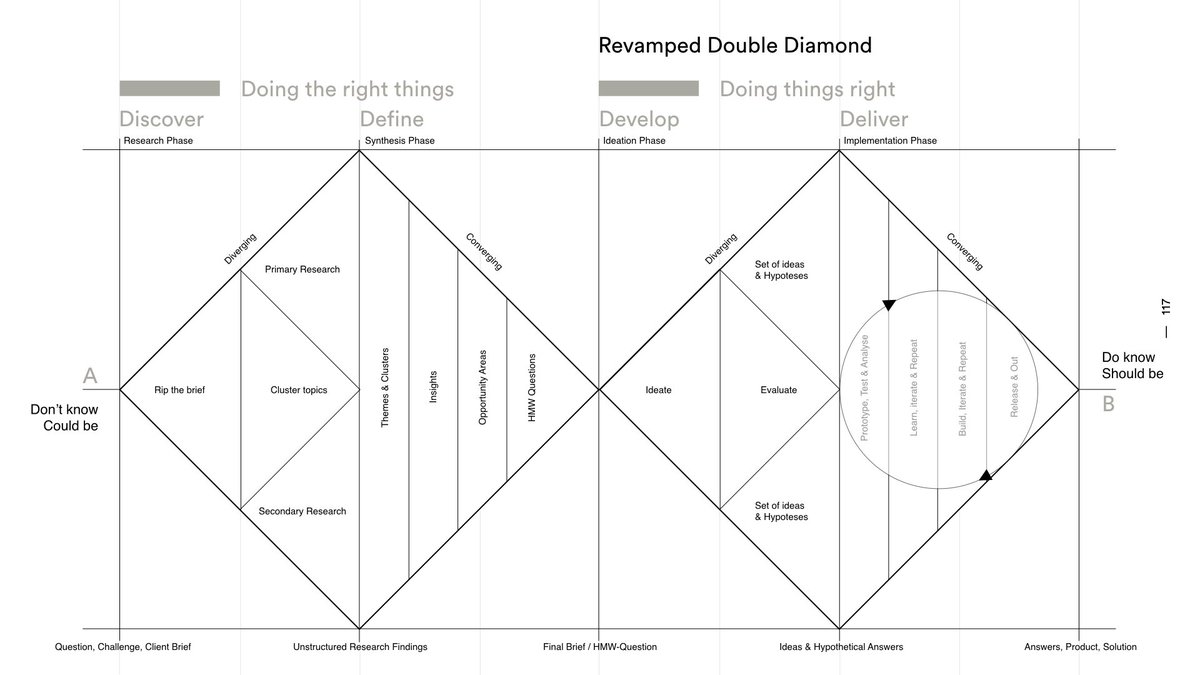 Revamped Double Diamond
Doing the right things
Doing things right
Discover
Define
Develop
Deliver
Research Phase
Synthesis Phase
Ideation Phase
Implementation Phase
Diverging
Converging
Diverging
Converging
Primary Research
Set of ideas
& Hypoteses
A
Don't know
Could be
Rip the brief
Cluster topics
Secondary Research
Themes & Clusters
Insights
Opportunity Areas
HMW Questions
Ideate
Evaluate
Set of ideas
& Hypoteses
Prototype, Test & Analyse
Learn, iterate & Repeat
Build, Iterate & Repeat
Release & Out
Do know
Should be
B
— 117
Question, Challenge, Client Brief
Unstructured Research Findings
Final Brief / HMW-Question
Ideas & Hypothetical Answers
Answers, Product, Solution